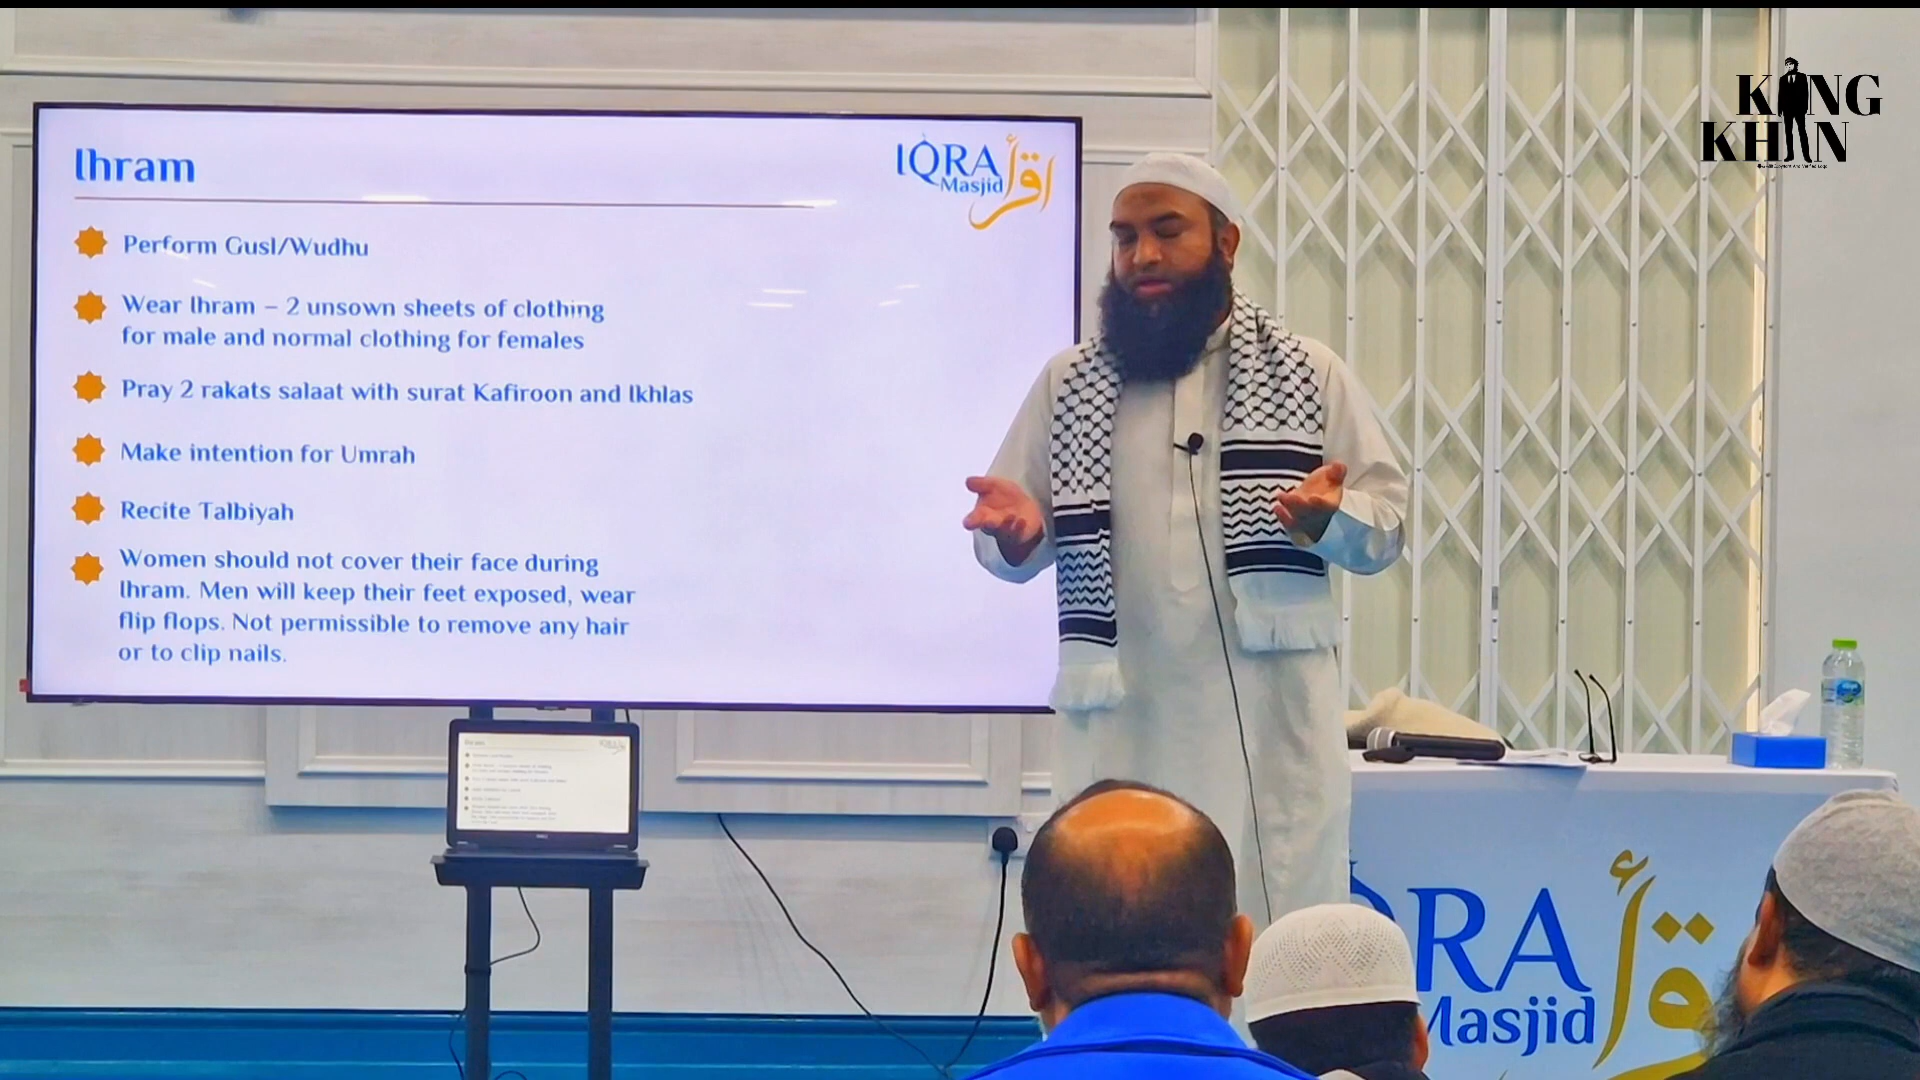 KING
KHAN
Ihram
IQRA
Masjid
اقرأ
Perform Gusl/Wudhu
Wear Ihram – 2 unsown sheets of clothing
for male and normal clothing for females
Pray 2 rakats salaat with surat Kafiroon and Ikhlas
Make intention for Umrah
Recite Talbiyah
Women should not cover their face during
Ihram. Men will keep their feet exposed, wear
flip flops. Not permissible to remove any hair
or to clip nails.
QRA
Masjid
اقرأ